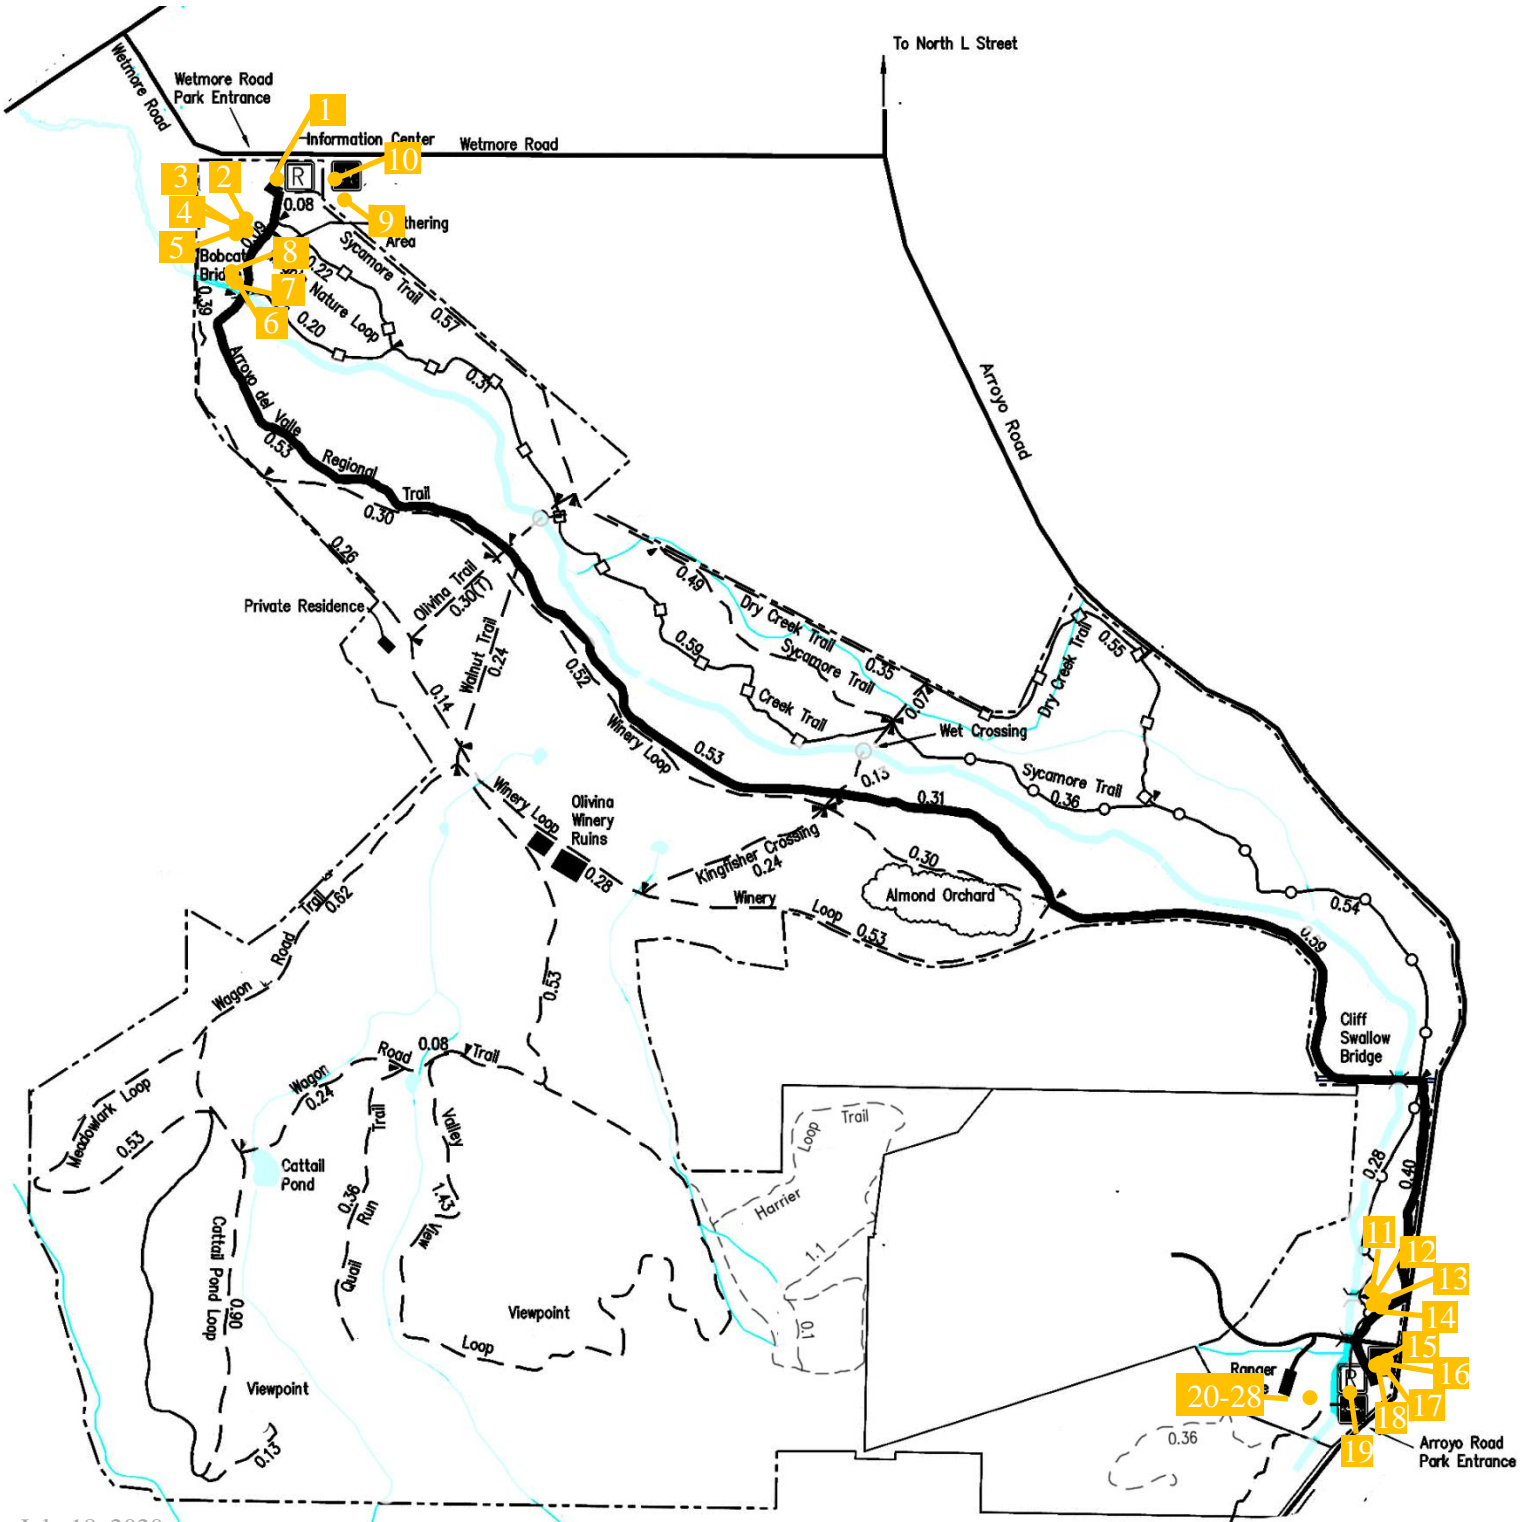 To North L Street
Wetmore Road
Wetmore Road
Park Entrance
1
Information Center
Wetmore Road
10
3
2
R
4
0.08
9
5
0.09
Area
Sycamore Trail
0.57
8
Bobcat
0.22
7
0.39
Nature Loop
0.20
6
0.31
Arroyo Road
Arroyo del Valle
Regional
Trail
0.53
0.30
0.26
Private Residence
Olivina Trail
0.30(T)
Walnut Trail
0.24
0.14
0.49
Dry Creek Trail
0.35
Sycamore Trail
0.59
Creek Trail
0.07
Dry Creek Trail
0.55
Wet Crossing
0.52
Winery Loop
0.53
0.13
0.31
Sycamore Trail
0.36
Winery Loop
Olivina
Winery
Ruins
0.28
Kingfisher Crossing
0.24
0.30
Almond Orchard
Winery
Loop
0.53
0.54
0.59
Wagon
Road
Trail
0.62
0.53
Cliff
Swallow
Bridge
Meadowlark Loop
0.53
Wagon
Road
Trail
0.08
0.24
Cattail
Pond
Trail
Run
Quail
0.36
Valley
View
1.43
Loop
Viewpoint
Cattail Pond Loop
0.90
Viewpoint
0.13
Loop
Trail
Harrier
1.1
0.1
0.28
0.40
11
12
13
14
15
16
Ranger
R
20-28
17
18
19
0.36
Arroyo Road
Park Entrance